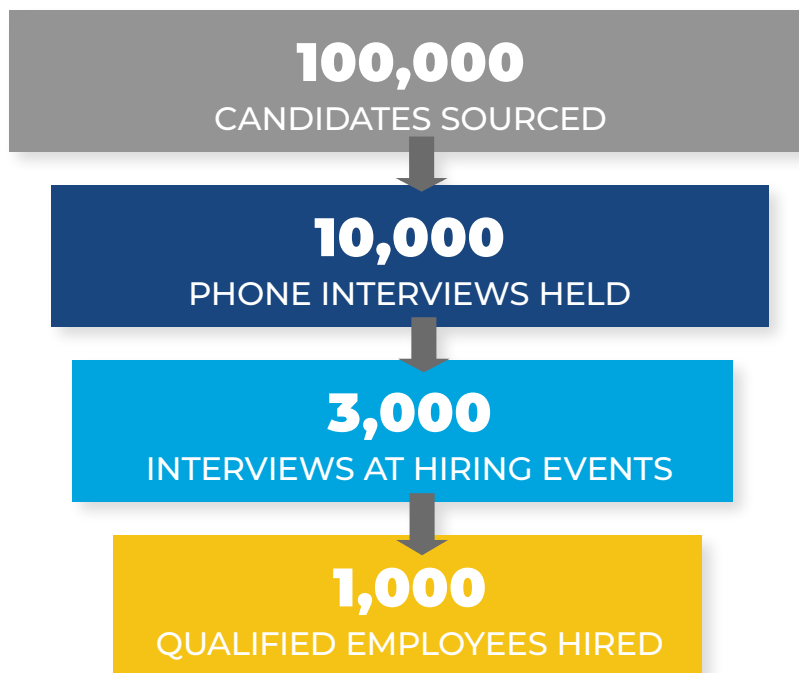 100,000
CANDIDATES SOURCED
10,000
PHONE INTERVIEWS HELD
3,000
INTERVIEWS AT HIRING EVENTS
1,000
QUALIFIED EMPLOYEES HIRED